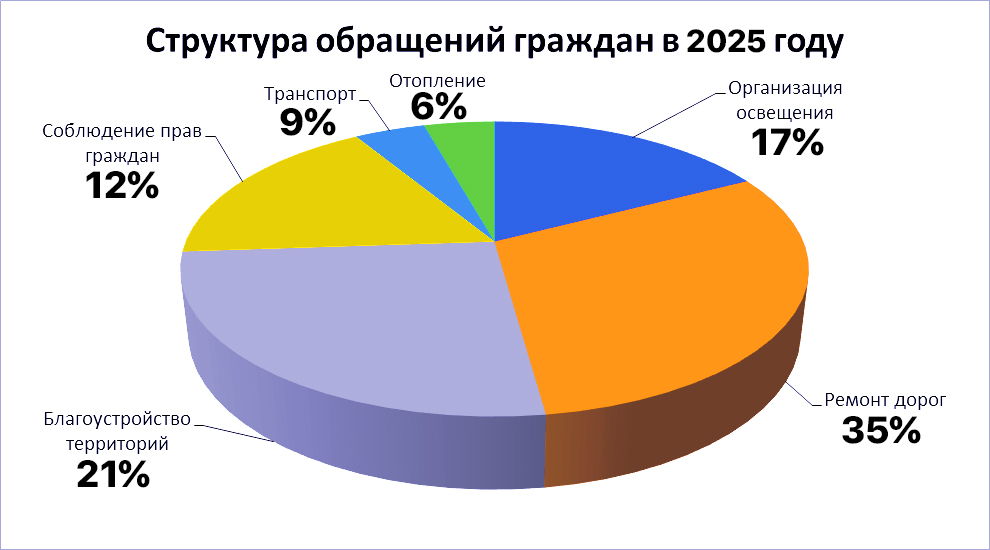 Структура обращений граждан в 2025 году
Отопление
6%
Транспорт
9%
Организация
освещения
17%
Соблюдение прав
граждан
12%
Ремонт дорог
35%
Благоустройство
территорий
21%